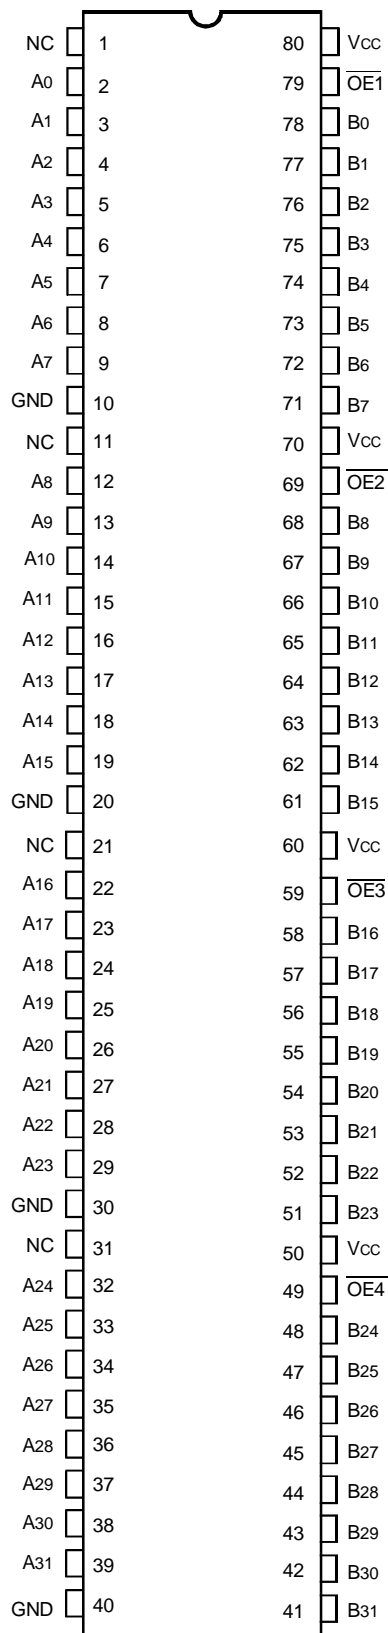 NC 1 80 VCC
A0 2 79 OE1
A1 3 78 B0
A2 4 77 B1
A3 5 76 B2
A4 6 75 B3
A5 7 74 B4
A6 8 73 B5
A7 9 72 B6
GND 10 71 B7
NC 11 70 VCC
A8 12 69 OE2
A9 13 68 B8
A10 14 67 B9
A11 15 66 B10
A12 16 65 B11
A13 17 64 B12
A14 18 63 B13
A15 19 62 B14
GND 20 61 B15
NC 21 60 VCC
A16 22 59 OE3
A17 23 58 B16
A18 24 57 B17
A19 25 56 B18
A20 26 55 B19
A21 27 54 B20
A22 28 53 B21
A23 29 52 B22
GND 30 51 B23
NC 31 50 VCC
A24 32 49 OE4
A25 33 48 B24
A26 34 47 B25
A27 35 46 B26
A28 36 45 B27
A29 37 44 B28
A30 38 43 B29
A31 39 42 B30
GND 40 41 B31